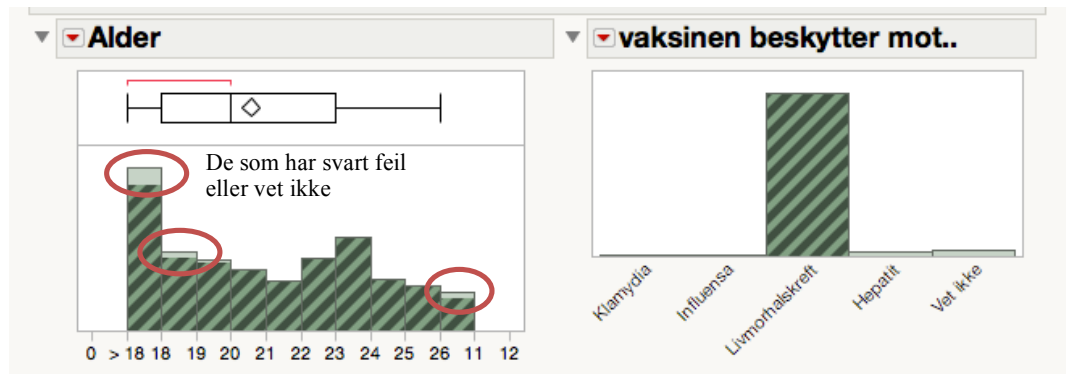 Alder
De som har svart feil
eller vet ikke
0 > 18 18 19 20 21 22 23 24 25 26 11 12
vaksinen beskytter mot..
Klamydia
Influensa
Livmorhalskreft
Hepatit
Vet ikke